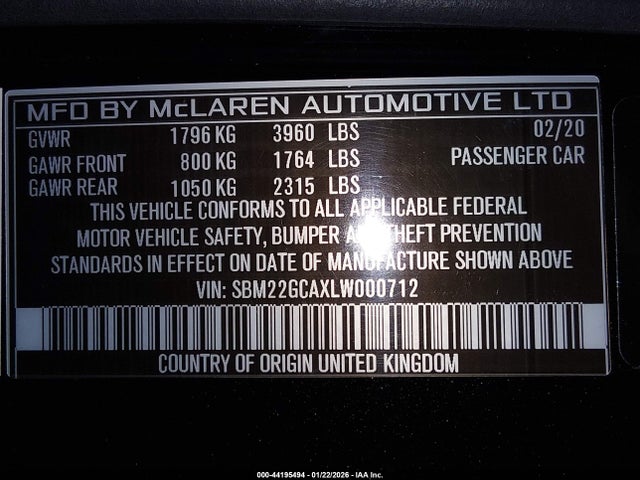 MFD BY McLAREN AUTOMOTIVE LTD
GVWR 1796 KG 3960 LBS 02/20
GAWR FRONT 800 KG 1764 LBS PASSENGER CAR
GAWR REAR 1050 KG 2315 LBS
THIS VEHICLE CONFORMS TO ALL APPLICABLE FEDERAL
MOTOR VEHICLE SAFETY, BUMPER THEFT PREVENTION
STANDARDS IN EFFECT ON DATE OF MANUFACTURE SHOWN ABOVE
VIN: SBM22GCAXLW000712
COUNTRY OF ORIGIN UNITED KINGDOM
000-44195494 - 01/22/2026 - IAA Inc.